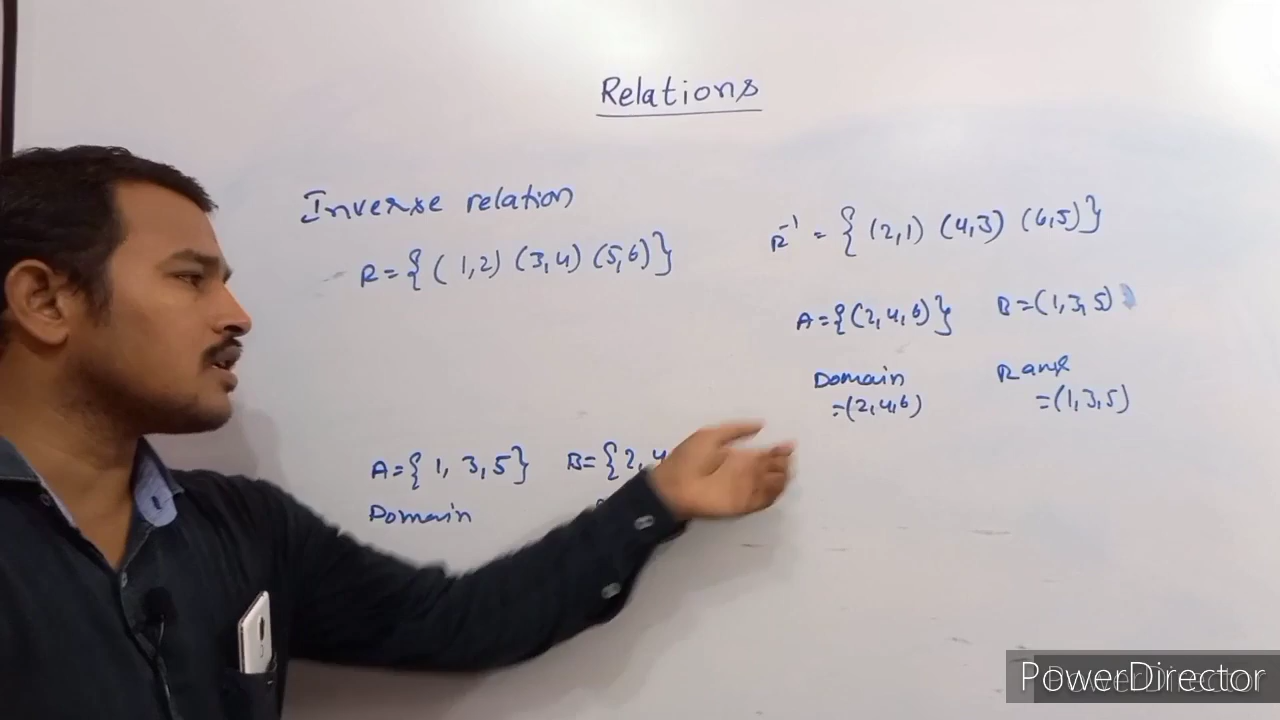 Relations
Inverse relation
R = { (1,2) (3,4) (5,6) }
A = { 1, 3, 5 } B = { 2, 4
Domain
R⁻¹ = { (2,1) (4,3) (6,5) }
A = {(2,4,6)} B = (1,3,5)
Domain Range
=(2,4,6) =(1,3,5)
PowerDirector